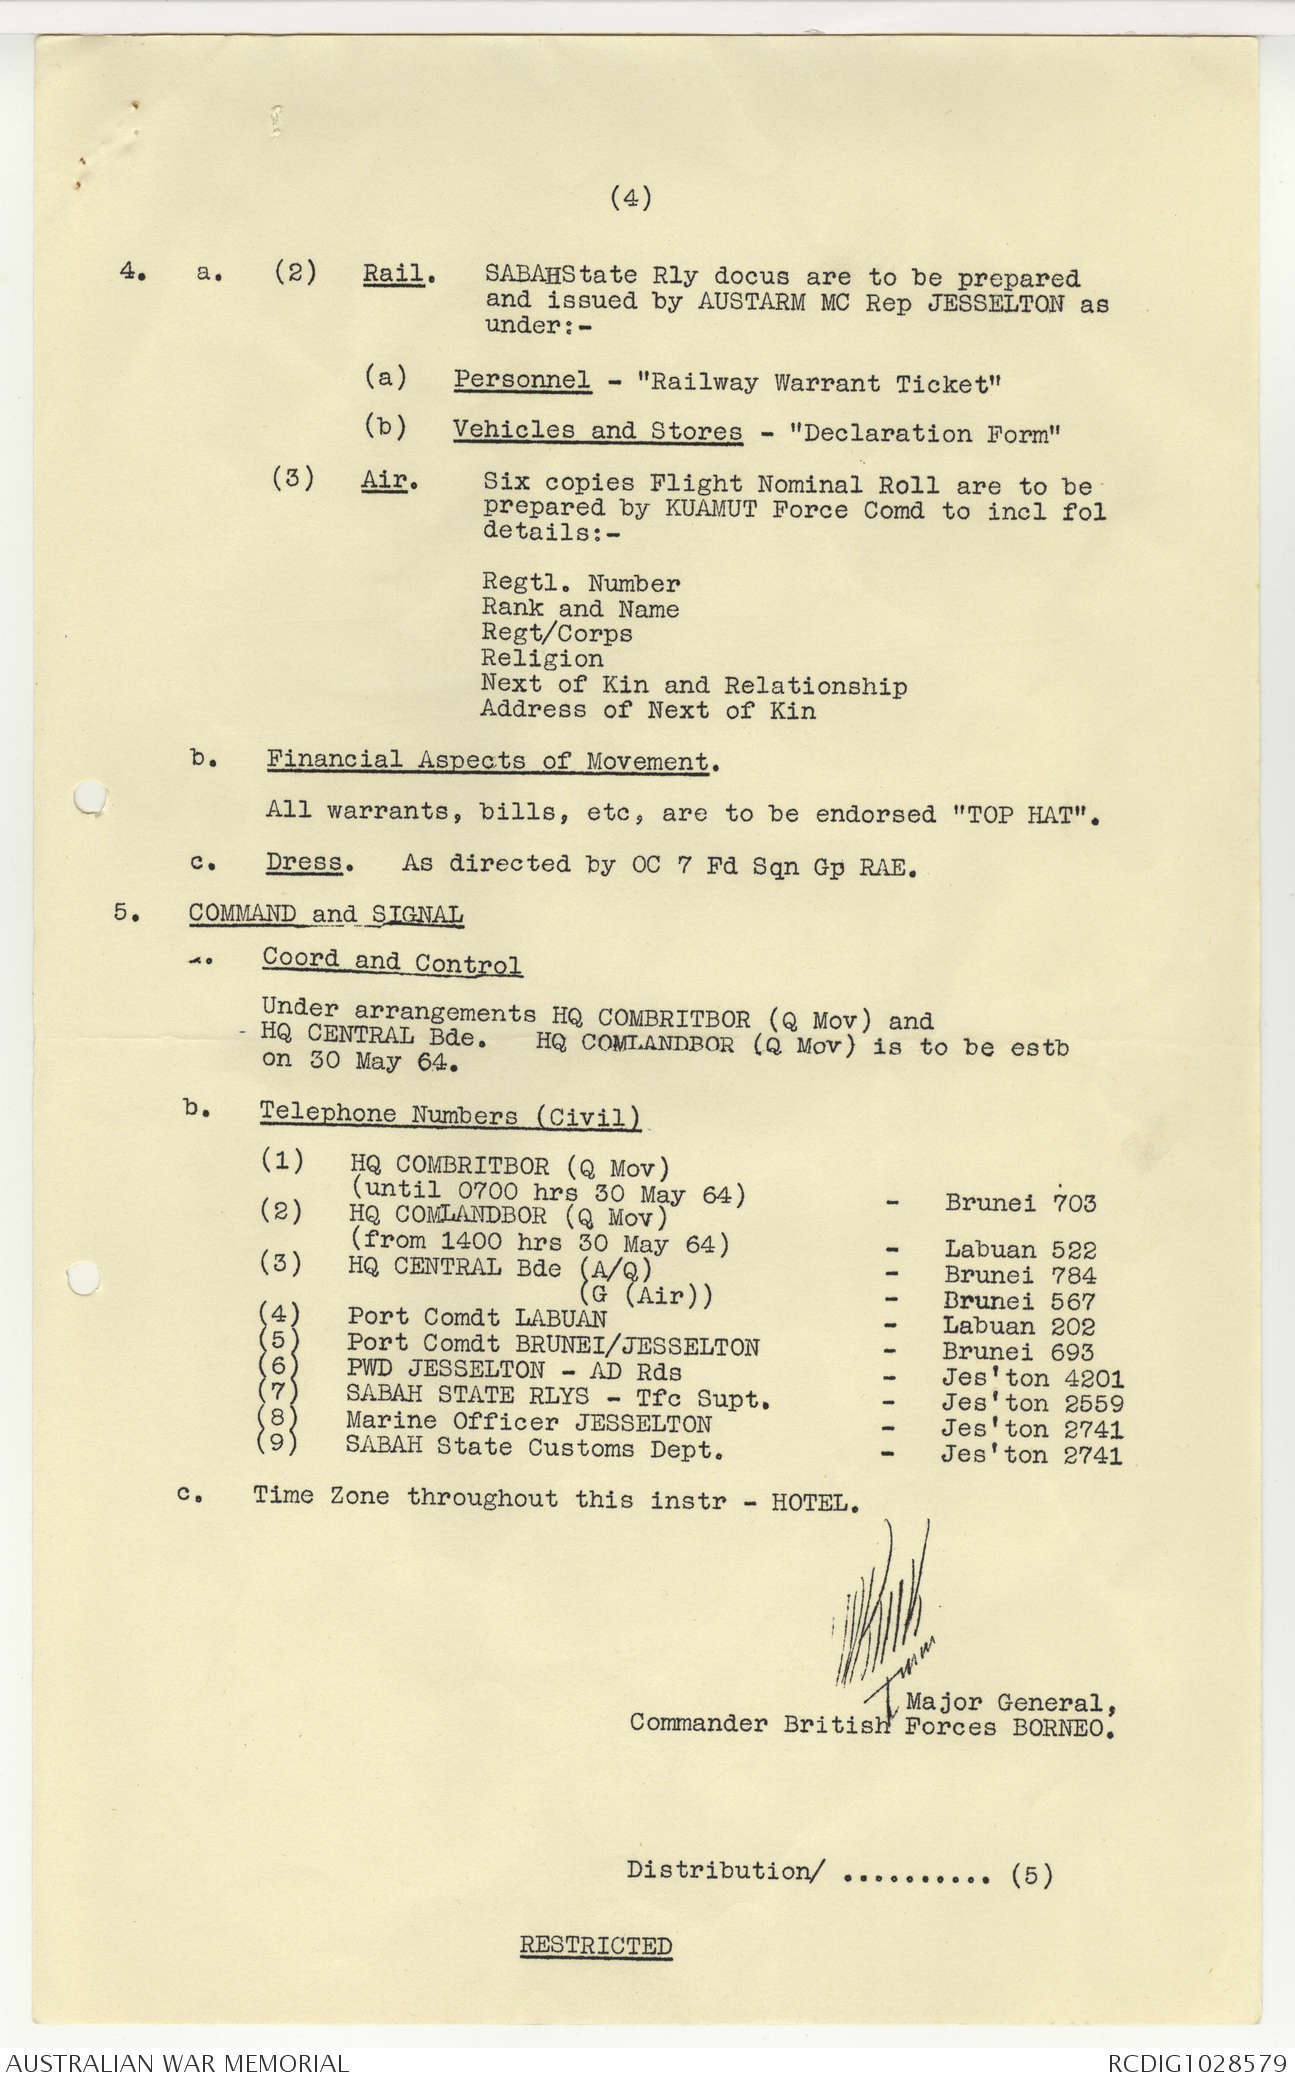 (4)
4. a. (2) Rail. SABAHState Rly docus are to be prepared
and issued by AUSTARM MC Rep JESSELTON as
under:-
(a) Personnel - "Railway Warrant Ticket"
(b) Vehicles and Stores - "Declaration Form"
(3) Air. Six copies Flight Nominal Roll are to be
prepared by KUAMUT Force Comd to incl fol
details:-
Regtl. Number
Rank and Name
Regt/Corps
Religion
Next of Kin and Relationship
Address of Next of Kin
b. Financial Aspects of Movement.
All warrants, bills, etc, are to be endorsed "TOP HAT".
c. Dress. As directed by OC 7 Fd Sqn Gp RAE.
5. COMMAND and SIGNAL
a. Coord and Control
Under arrangements HQ COMBRITBOR (Q Mov) and
HQ CENTRAL Bde. HQ COMLANDBOR (Q Mov) is to be estb
on 30 May 64.
b. Telephone Numbers (Civil)
(1) HQ COMBRITBOR (Q Mov)
(until 0700 hrs 30 May 64) - Brunei 703
(2) HQ COMLANDBOR (Q Mov)
(from 1400 hrs 30 May 64) - Labuan 522
(3) HQ CENTRAL Bde (A/Q) - Brunei 784
(G (Air)) - Brunei 567
(4) Port Comdt LABUAN - Labuan 202
(5) Port Comdt BRUNEI/JESSELTON - Brunei 693
(6) PWD JESSELTON - AD Rds - Jes'ton 4201
(7) SABAH STATE RLYS - Tfc Supt. - Jes'ton 2559
(8) Marine Officer JESSELTON - Jes'ton 2741
(9) SABAH State Customs Dept. - Jes'ton 2741
c. Time Zone throughout this instr - HOTEL.
Major General,
Commander British Forces BORNEO.
Distribution/ .......... (5)
RESTRICTED
AUSTRALIAN WAR MEMORIAL
RCDIG1028579